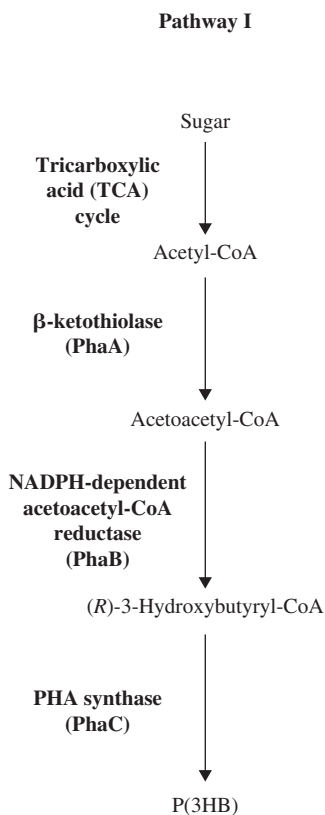 Pathway I
Sugar
Tricarboxylic
acid (TCA)
cycle
Acetyl-CoA
β-ketothiolase
(PhaA)
Acetoacetyl-CoA
NADPH-dependent
acetoacetyl-CoA
reductase
(PhaB)
(R)-3-Hydroxybutyryl-CoA
PHA synthase
(PhaC)
P(3HB)